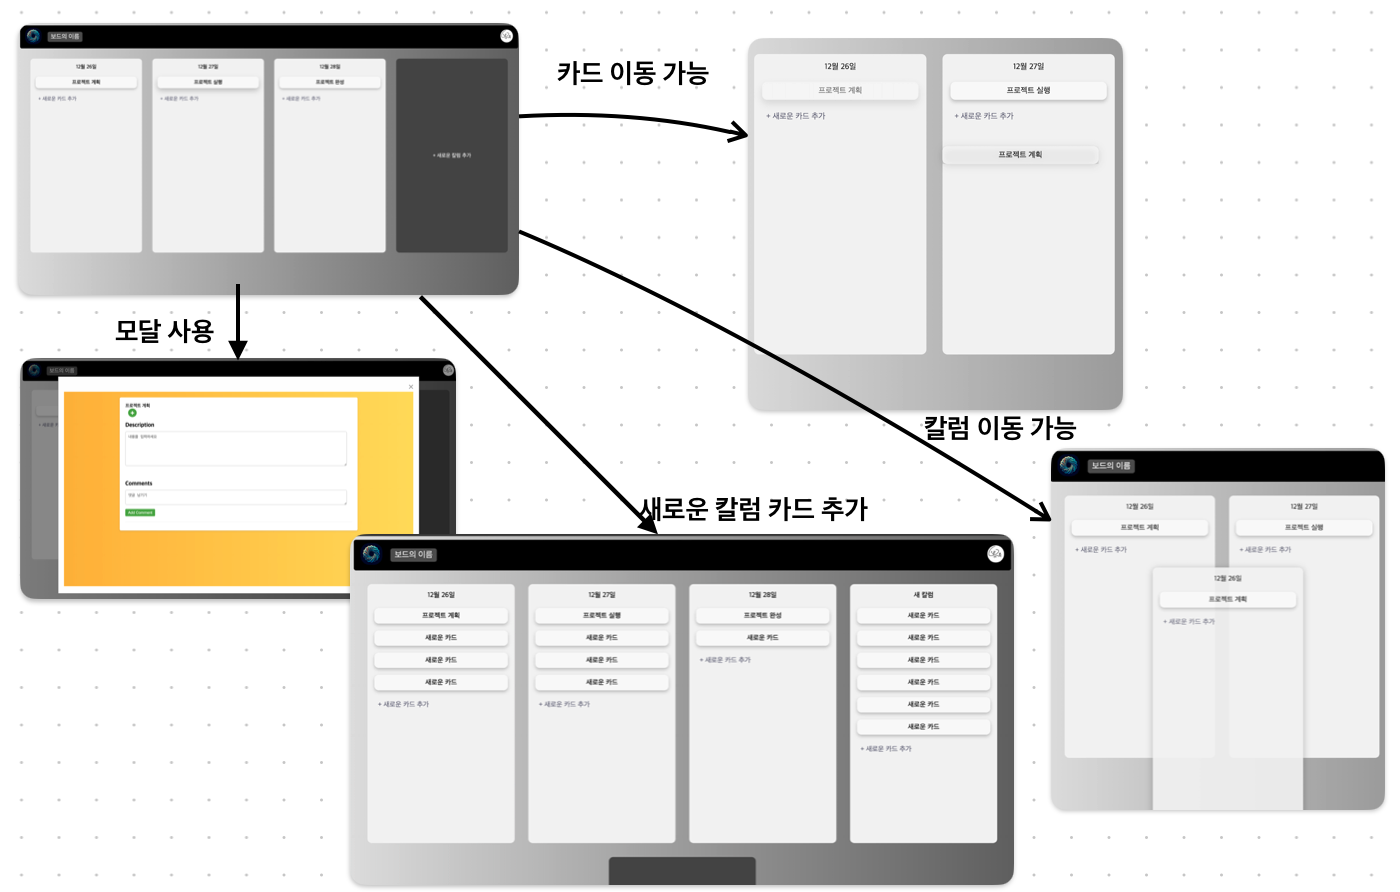 보드의 이름
12월 26일
프로젝트 계획
+ 새로운 카드 추가
12월 27일
프로젝트 실행
+ 새로운 카드 추가
12월 28일
프로젝트 완성
+ 새로운 카드 추가
+ 새로운 칼럼 추가
카드 이동 가능
12월 26일
프로젝트 계획
+ 새로운 카드 추가
12월 27일
프로젝트 실행
+ 새로운 카드 추가
프로젝트 계획
모달 사용
보드의 이름
+ 새로운
×
프로젝트 계획
+
Description
내용을 입력하세요
Comments
댓글 남기기
Add Comment
칼럼 이동 가능
보드의 이름
12월 26일
프로젝트 계획
+ 새로운 카드 추가
12월 27일
프로젝트 실행
+ 새로운 카드 추가
12월 26일
프로젝트 계획
+ 새로운 카드 추가
새로운 칼럼 카드 추가
보드의 이름
12월 26일
프로젝트 계획
새로운 카드
새로운 카드
새로운 카드
+ 새로운 카드 추가
12월 27일
프로젝트 실행
새로운 카드
새로운 카드
새로운 카드
+ 새로운 카드 추가
12월 28일
프로젝트 완성
새로운 카드
+ 새로운 카드 추가
새 칼럼
새로운 카드
새로운 카드
새로운 카드
새로운 카드
새로운 카드
새로운 카드
+ 새로운 카드 추가